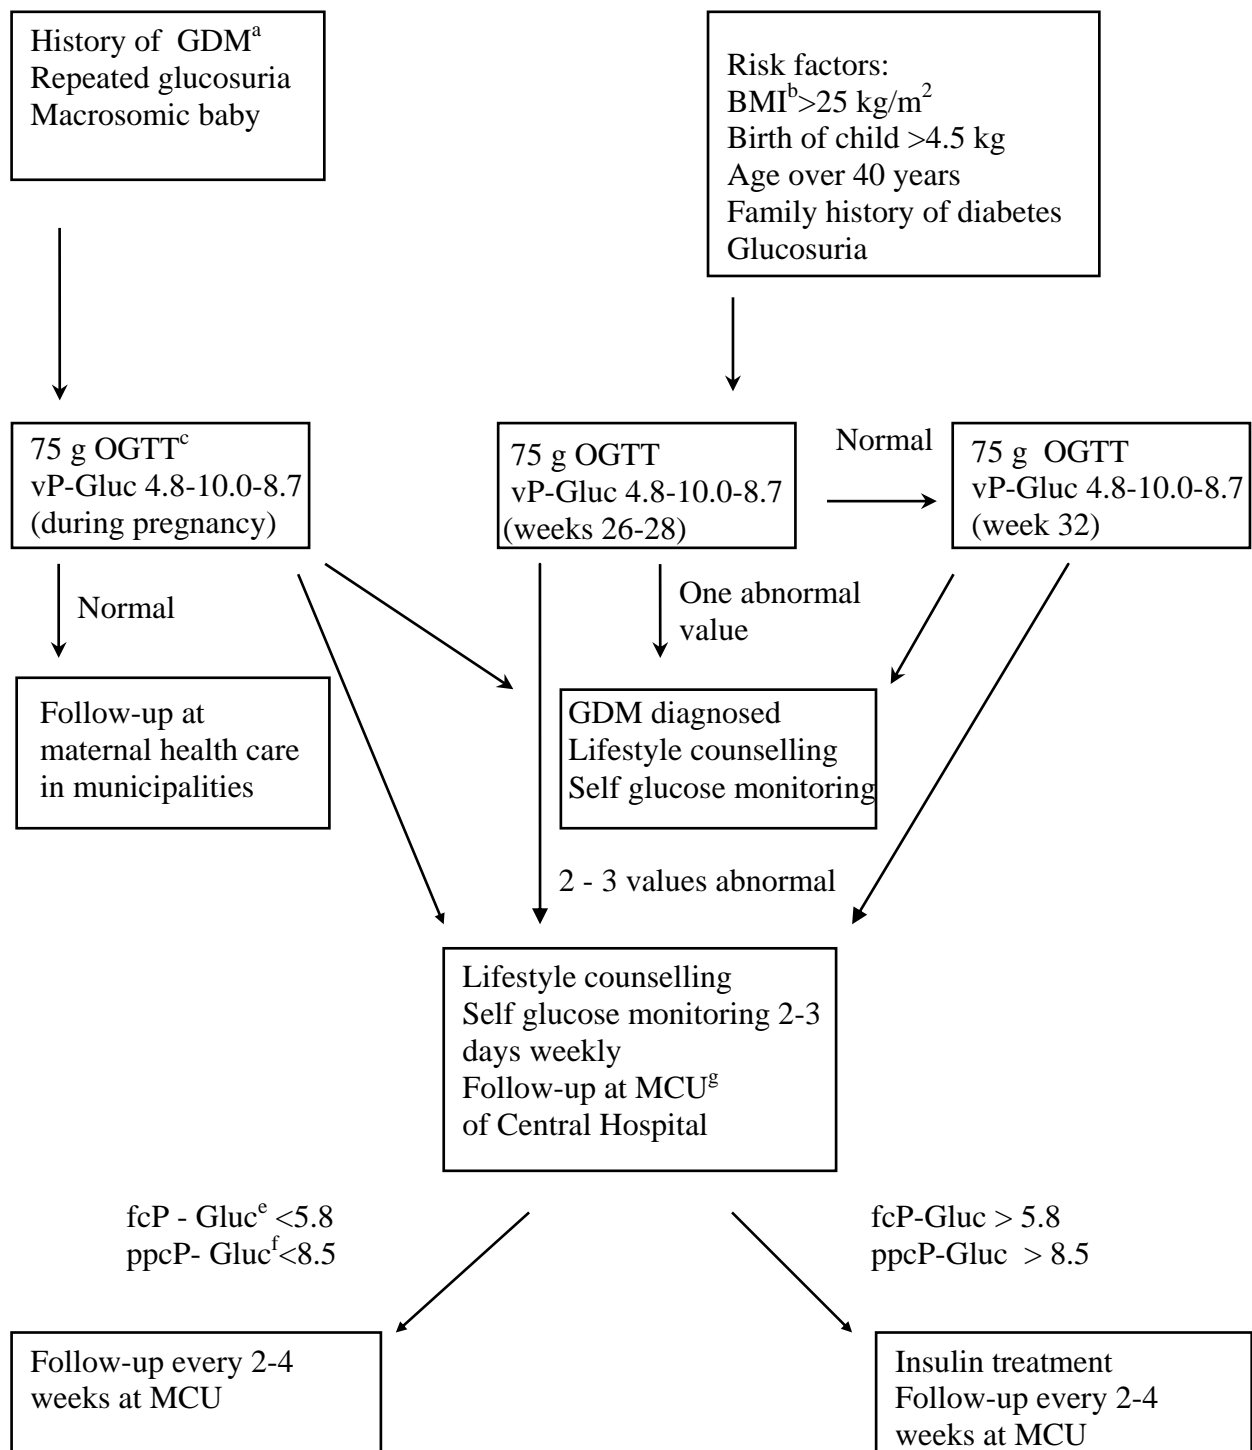 History of GDMᵃ
Repeated glucosuria
Macrosomic baby
Risk factors:
BMIᵇ>25 kg/m²
Birth of child >4.5 kg
Age over 40 years
Family history of diabetes
Glucosuria
75 g OGTTᶜ
vP-Gluc 4.8-10.0-8.7
(during pregnancy)
75 g OGTT
vP-Gluc 4.8-10.0-8.7
(weeks 26-28)
Normal
75 g OGTT
vP-Gluc 4.8-10.0-8.7
(week 32)
Normal
One abnormal
value
Follow-up at
maternal health care
in municipalities
GDM diagnosed
Lifestyle counselling
Self glucose monitoring
2 - 3 values abnormal
Lifestyle counselling
Self glucose monitoring 2-3
days weekly
Follow-up at MCUᵍ
of Central Hospital
fcP - Glucᵉ <5.8
ppcP- Glucᶠ<8.5
fcP-Gluc > 5.8
ppcP-Gluc > 8.5
Follow-up every 2-4
weeks at MCU
Insulin treatment
Follow-up every 2-4
weeks at MCU